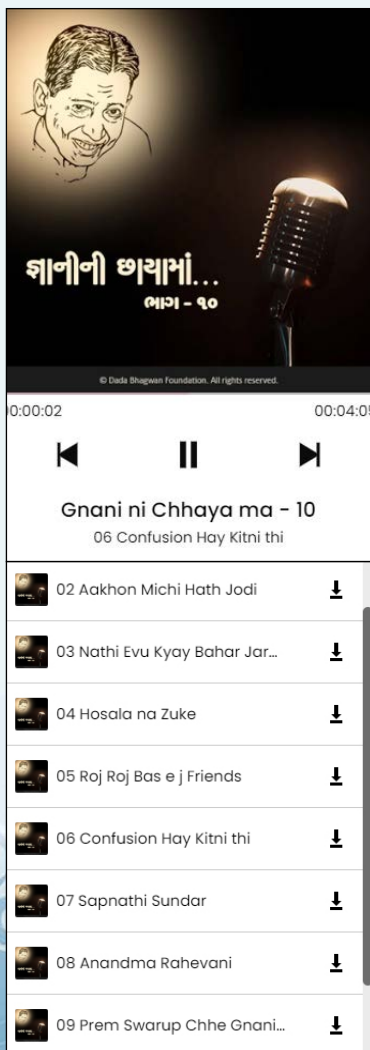 જ્ઞાનીની છાયામાં...
ભાગ - ૧૦
© Dada Bhagwan Foundation. All rights reserved.
0:00:02
00:04:05
Gnani ni Chhaya ma - 10
06 Confusion Hay Kitni thi
02 Aakhon Michi Hath Jodi
03 Nathi Evu Kyay Bahar Jar...
04 Hosala na Zuke
05 Roj Roj Bas e j Friends
06 Confusion Hay Kitni thi
07 Sapnathi Sundar
08 Anandma Rahevani
09 Prem Swarup Chhe Gnani...